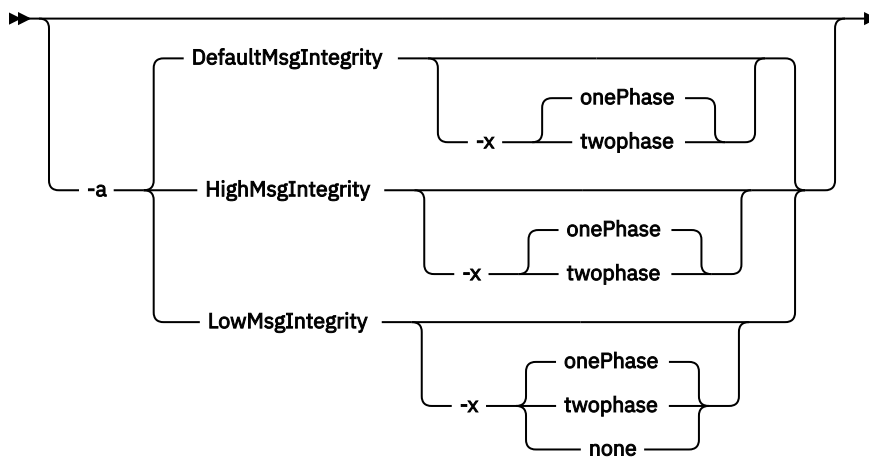 DefaultMsgIntegrity
onePhase
-x twophase
-a HighMsgIntegrity
onePhase
-x twophase
LowMsgIntegrity
onePhase
-x twophase
none